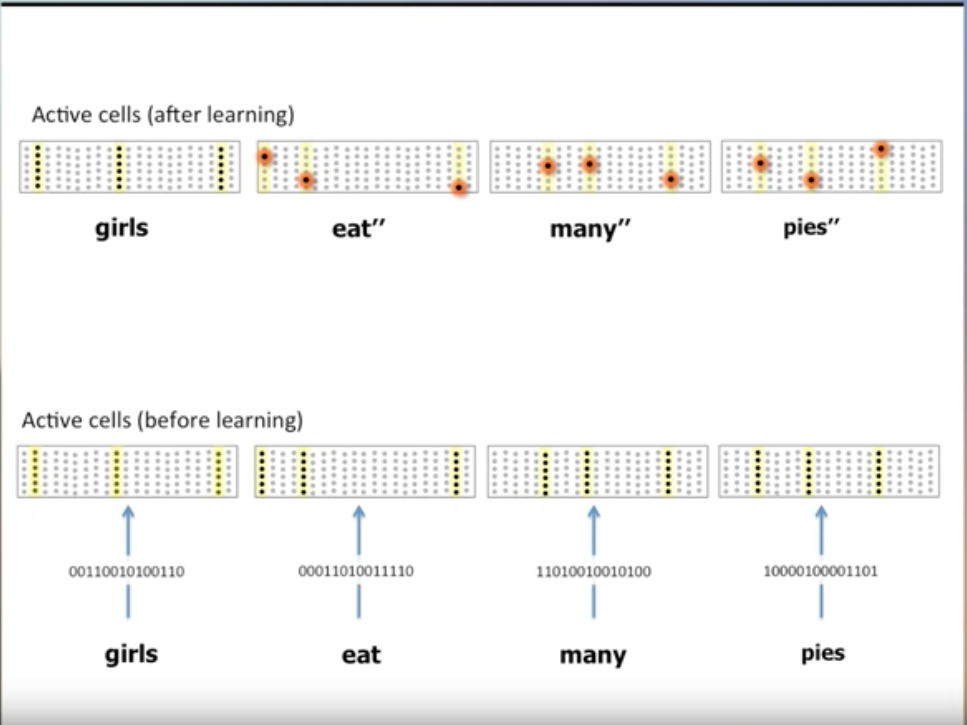 Active cells (after learning)
girls eat” many” pies”
Active cells (before learning)
00110010100110 00011010011110 11010010010100 10000100001101
girls eat many pies